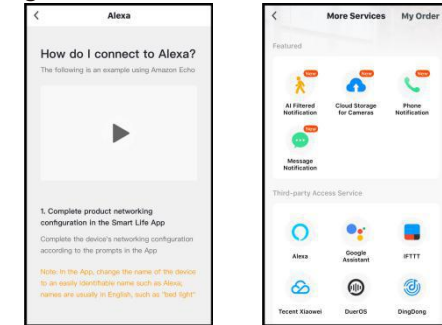 Alexa
How do I connect to Alexa?
The following is an example using Amazon Echo
1. Complete product networking
configuration in the Smart Life App
Complete the device's networking configuration
according to the prompts in the App
Note: In the App, change the name of the device
to an easily identifiable name such as Alexa;
names are usually in English, such as "bed light"
More Services
My Order
Featured
New
New
New
AI Filtered
Notification
Cloud Storage
for Cameras
Phone
Notification
New
Message
Notification
Third-party Access Service
Alexa
Google
Assistant
IFTTT
Tecent Xiaowei
DuerOS
DingDong